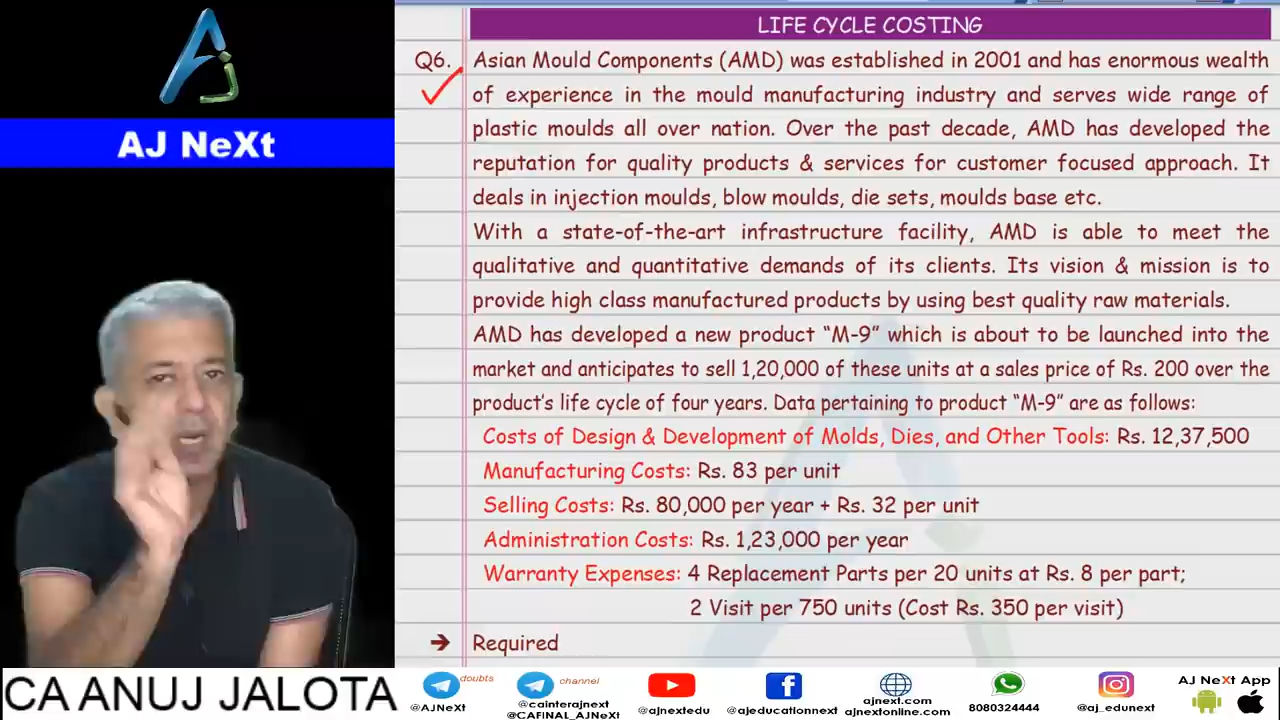 LIFE CYCLE COSTING
Q6. Asian Mould Components (AMD) was established in 2001 and has enormous wealth
of experience in the mould manufacturing industry and serves wide range of
plastic moulds all over nation. Over the past decade, AMD has developed the
reputation for quality products & services for customer focused approach. It
deals in injection moulds, blow moulds, die sets, moulds base etc.
With a state-of-the-art infrastructure facility, AMD is able to meet the
qualitative and quantitative demands of its clients. Its vision & mission is to
provide high class manufactured products by using best quality raw materials.
AMD has developed a new product “M-9” which is about to be launched into the
market and anticipates to sell 1,20,000 of these units at a sales price of Rs. 200 over the
product’s life cycle of four years. Data pertaining to product “M-9” are as follows:
Costs of Design & Development of Molds, Dies, and Other Tools: Rs. 12,37,500
Manufacturing Costs: Rs. 83 per unit
Selling Costs: Rs. 80,000 per year + Rs. 32 per unit
Administration Costs: Rs. 1,23,000 per year
Warranty Expenses: 4 Replacement Parts per 20 units at Rs. 8 per part;
2 Visit per 750 units (Cost Rs. 350 per visit)
➔ Required
AJ
AJ NeXt
CA ANUJ JALOTA
doubts
@AJNeXt
channel
@cainterajnext
@CAFINAL_AJNeXt
@ajnextedu
@ajeducationnext
ajnext.com
ajnextonline.com
8080324444
@aj_edunext
AJ NeXt App